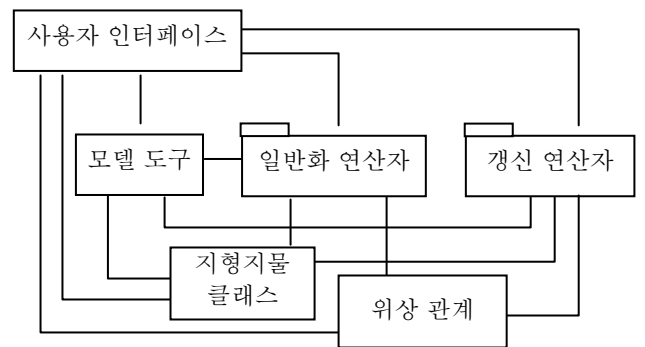 사용자 인터페이스
모델 도구
일반화 연산자
갱신 연산자
지형지물
클래스
위상 관계